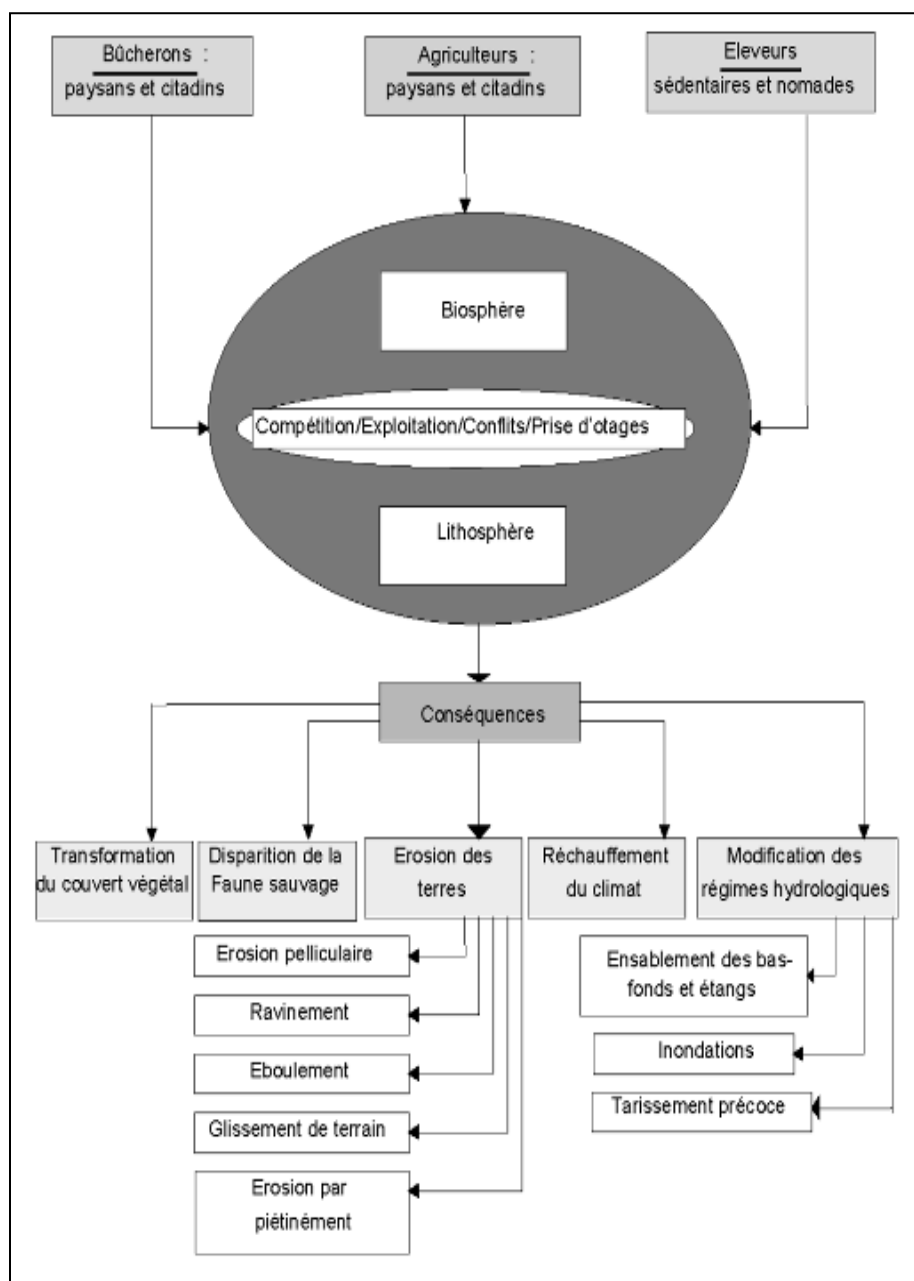 Bûcherons :
paysans et citadins
Agriculteurs :
paysans et citadins
Eleveurs
sédentaires et nomades
Biosphère
Compétition/Exploitation/Conflits/Prise d'otages
Lithosphère
Conséquences
Transformation
du couvert végétal
Disparition de la
Faune sauvage
Erosion des
terres
Réchauffement
du climat
Modification des
régimes hydrologiques
Erosion pelliculaire
Ravinement
Eboulement
Glissement de terrain
Erosion par
piétinément
Ensablement des bas-
fonds et étangs
Inondations
Tarissement précoce